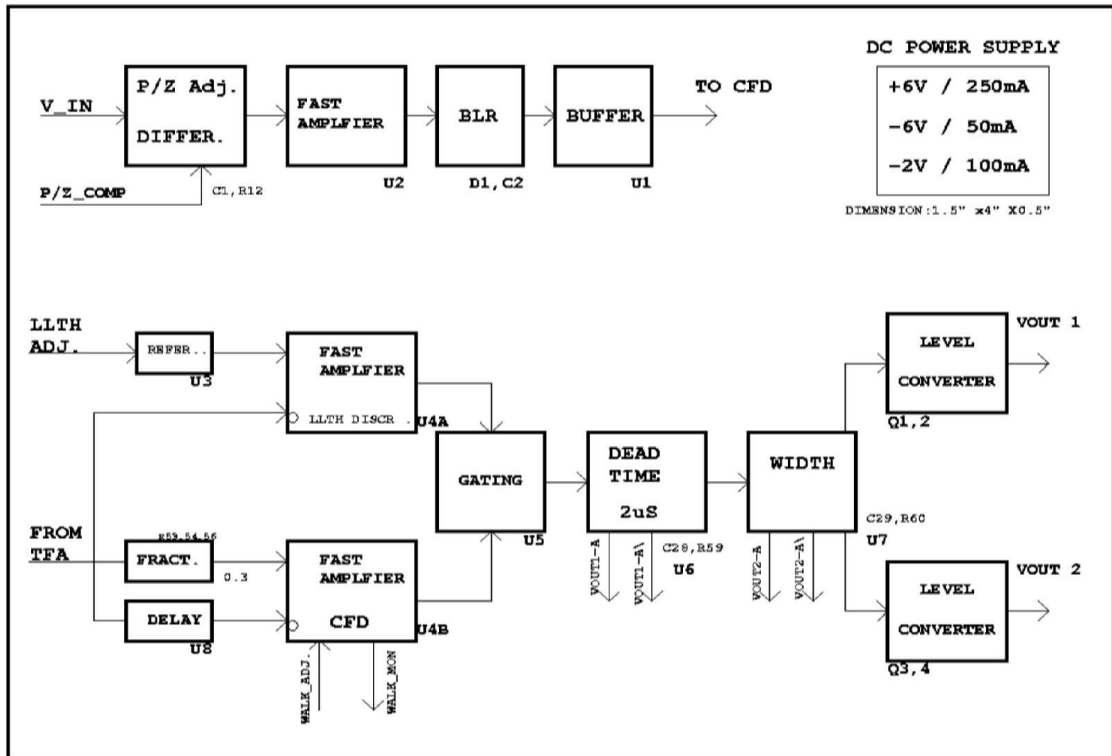 DC POWER SUPPLY
+6V / 250mA
-6V / 50mA
-2V / 100mA
DIMENSION:1.5" x4" X0.5"
V_IN
P/Z Adj.
DIFFER.
P/Z_COMP
C1,R12
FAST
AMPLFIER
U2
BLR
D1,C2
BUFFER
U1
TO CFD
LLTH
ADJ.
REFER..
U3
FAST
AMPLFIER
LLTH DISCR .
U4A
FROM
TFA
R53,54,56
FRACT.
0.3
DELAY
U8
FAST
AMPLFIER
CFD
U4B
WALK_ADJ.
WALK_MON
GATING
U5
DEAD
TIME
2uS
C28,R59
U6
VOUT1-A
VOUT1-A\
WIDTH
C29,R60
U7
VOUT2-A
VOUT2-A\
LEVEL
CONVERTER
Q1,2
VOUT 1
LEVEL
CONVERTER
Q3,4
VOUT 2